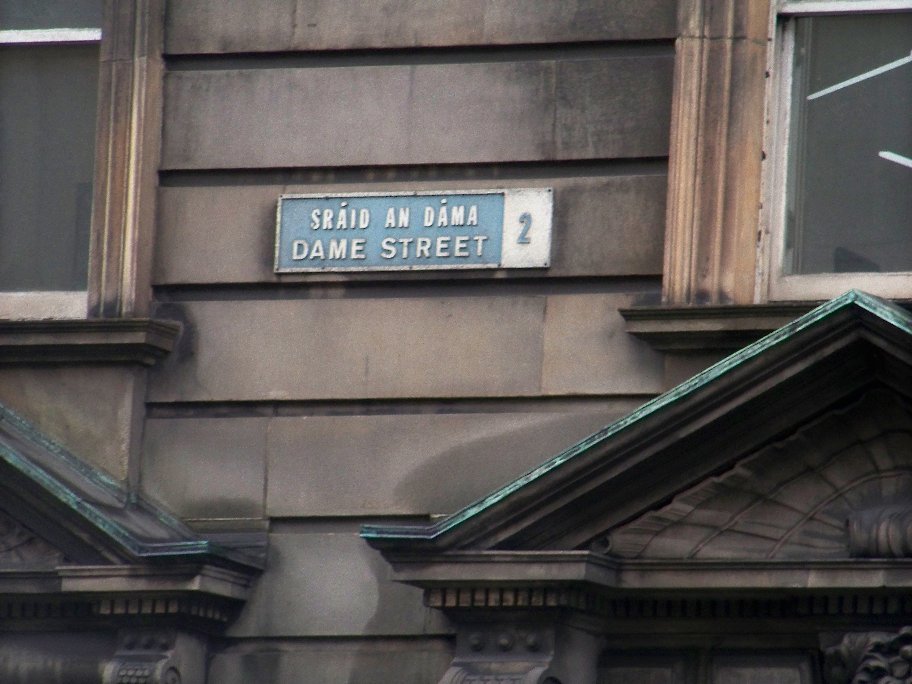 SRÁID AN DÁMA
DAME STREET
2